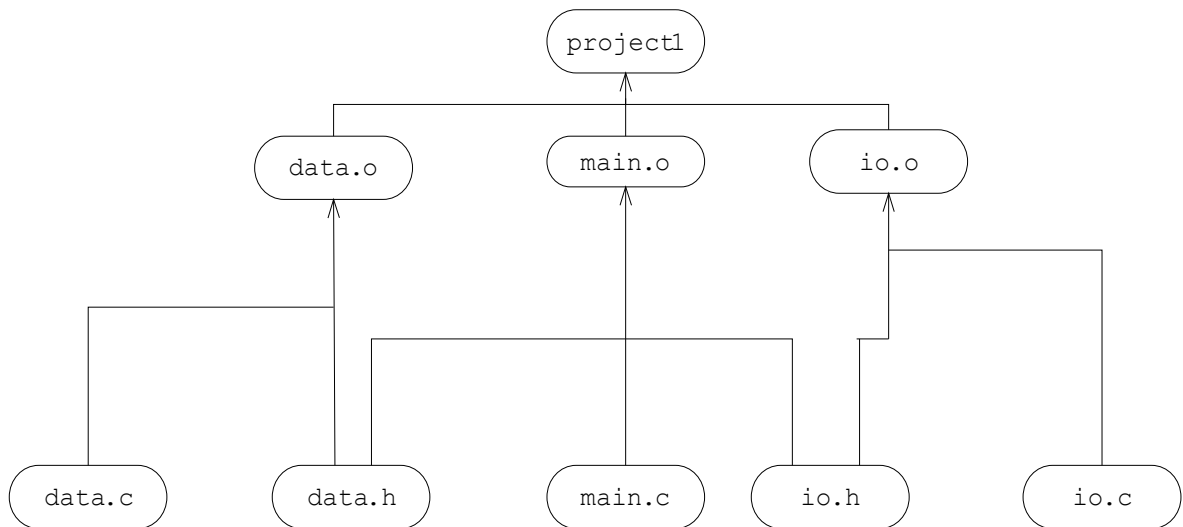 project1
data.o
main.o
io.o
data.c
data.h
main.c
io.h
io.c